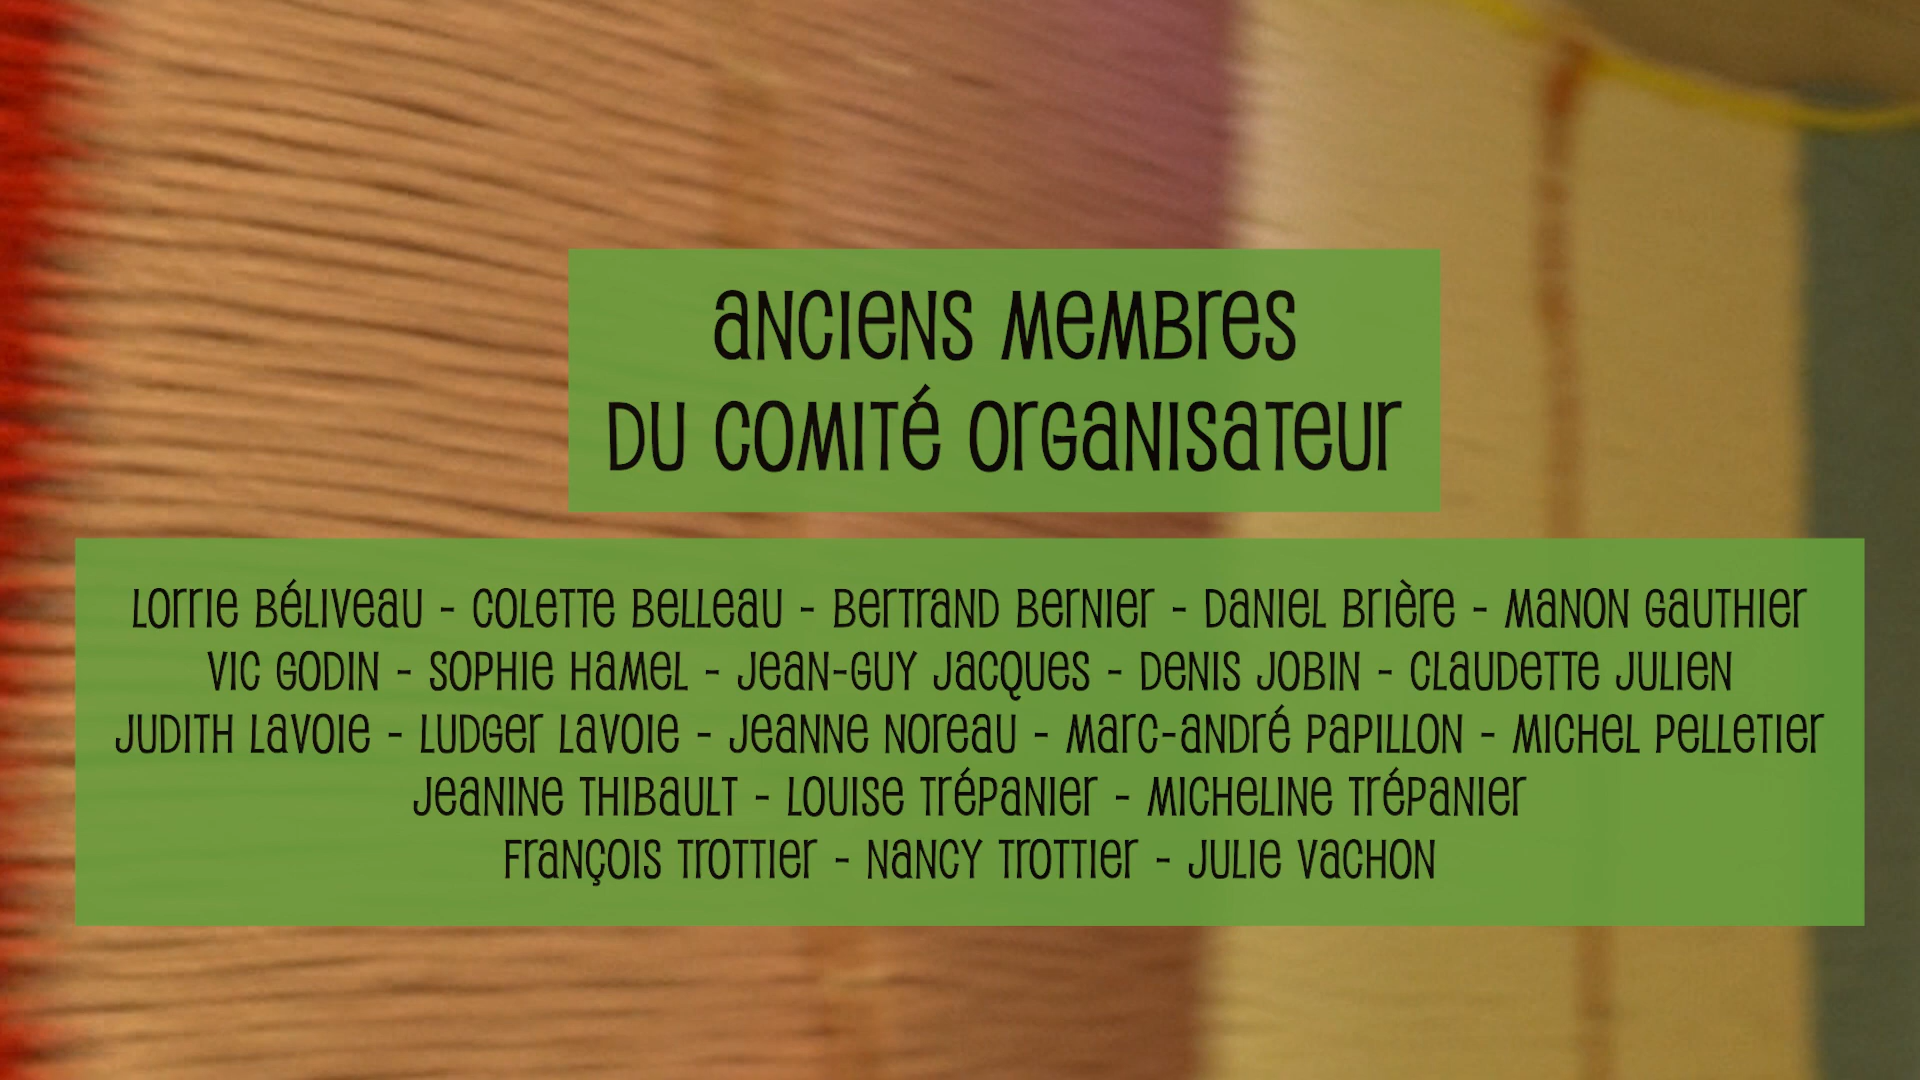 anciens membres
du comité organisateur
Lorrie Béliveau - Colette Belleau - Bertrand Bernier - Daniel Brière - Manon Gauthier
Vic Godin - Sophie Hamel - Jean-Guy Jacques - Denis Jobin - Claudette Julien
Judith Lavoie - Ludger Lavoie - Jeanne Noreau - Marc-André Papillon - Michel Pelletier
Jeanine Thibault - Louise Trépanier - Micheline Trépanier
François Trottier - Nancy Trottier - Julie Vachon